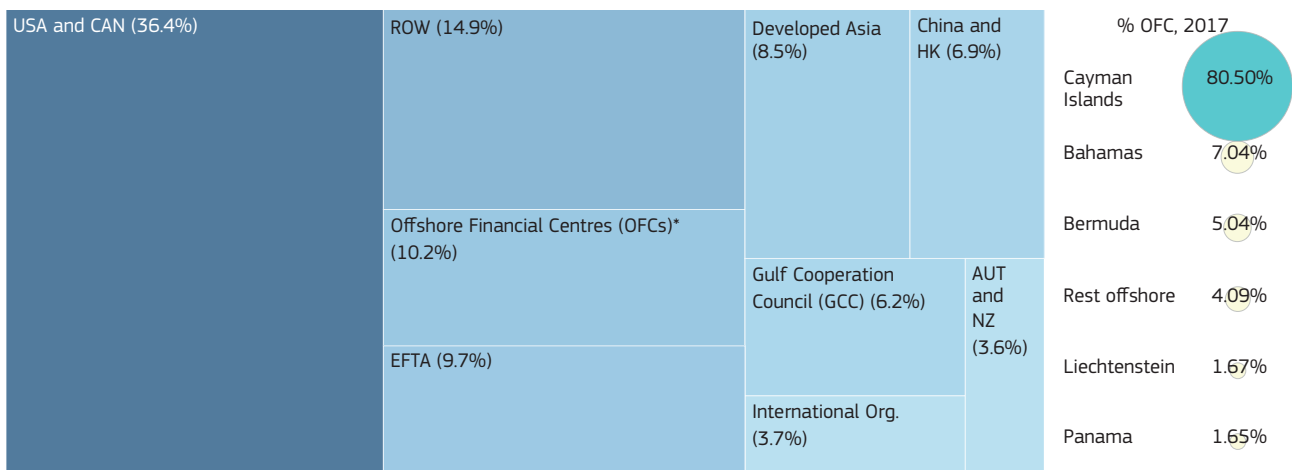 USA and CAN (36.4%)
ROW (14.9%)
Offshore Financial Centres (OFCs)*
(10.2%)
EFTA (9.7%)
Developed Asia
(8.5%)
China and
HK (6.9%)
Gulf Cooperation
Council (GCC) (6.2%)
AUT
and
NZ
(3.6%)
International Org.
(3.7%)
% OFC, 2017
Cayman
Islands
80.50%
Bahamas 7.04%
Bermuda 5.04%
Rest offshore 4.09%
Liechtenstein 1.67%
Panama 1.65%